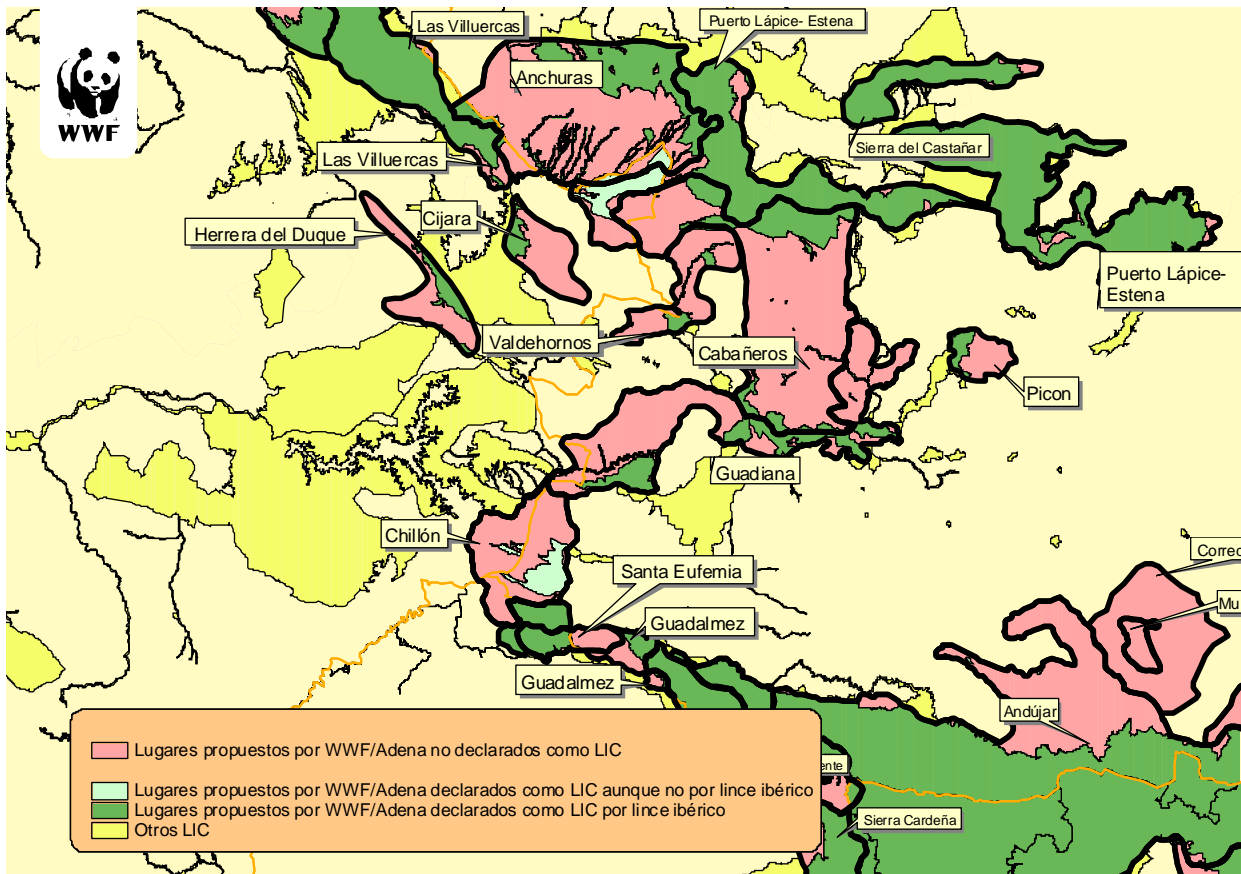 Las Villuercas
Puerto Lápice- Estena
Anchuras
WWF
Las Villuercas
Sierra del Castañar
Cijara
Herrera del Duque
Puerto Lápice-
Estena
Valdehornos
Cabañeros
Picon
Guadiana
Chillón
Santa Eufemia
Guadalmez
Guadalmez
Andújar
Lugares propuestos por WWF/Adena no declarados como LIC
Lugares propuestos por WWF/Adena declarados como LIC aunque no por lince ibérico
Lugares propuestos por WWF/Adena declarados como LIC por lince ibérico
Otros LIC
Sierra Cardeña